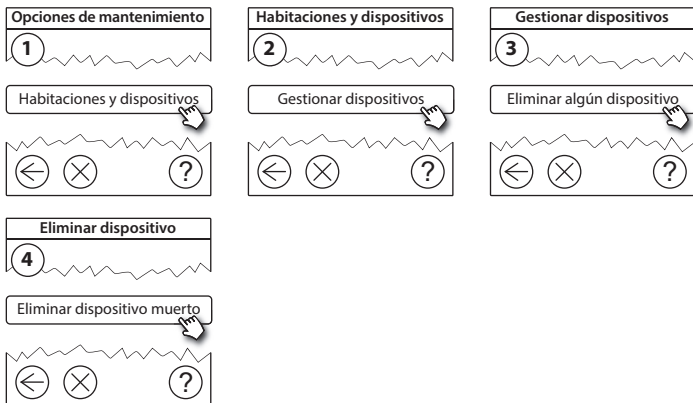 Opciones de mantenimiento
1
Habitaciones y dispositivos
?
Habitaciones y dispositivos
2
Gestionar dispositivos
?
Gestionar dispositivos
3
Eliminar algún dispositivo
?
Eliminar dispositivo
4
Eliminar dispositivo muerto
?